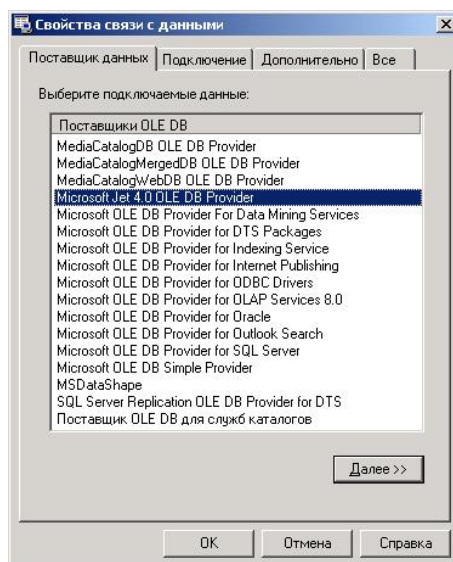 Свойства связи с данными
Поставщик данных Подключение Дополнительно Все
Выберите подключаемые данные:
Поставщики OLE DB
MediaCatalogDB OLE DB Provider
MediaCatalogMergedDB OLE DB Provider
MediaCatalogWebDB OLE DB Provider
Microsoft Jet 4.0 OLE DB Provider
Microsoft OLE DB Provider For Data Mining Services
Microsoft OLE DB Provider for DTS Packages
Microsoft OLE DB Provider for Indexing Service
Microsoft OLE DB Provider for Internet Publishing
Microsoft OLE DB Provider for ODBC Drivers
Microsoft OLE DB Provider for OLAP Services 8.0
Microsoft OLE DB Provider for Oracle
Microsoft OLE DB Provider for Outlook Search
Microsoft OLE DB Provider for SQL Server
Microsoft OLE DB Simple Provider
MSDataShape
SQL Server Replication OLE DB Provider for DTS
Поставщик OLE DB для служб каталогов
Далее >>
OK Отмена Справка